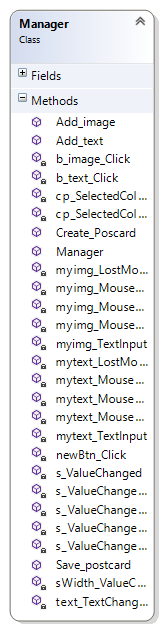 Manager
Class
Fields
Methods
Add_image
Add_text
b_image_Click
b_text_Click
cp_SelectedCol...
cp_SelectedCol...
Create_Poscard
Manager
myimg_LostMo...
myimg_Mouse...
myimg_Mouse...
myimg_Mouse...
myimg_TextInput
mytext_LostMo...
mytext_Mouse...
mytext_Mouse...
mytext_Mouse...
mytext_TextInput
newBtn_Click
s_ValueChanged
s_ValueChange...
s_ValueChange...
s_ValueChange...
s_ValueChange...
Save_postcard
sWidth_ValueC...
text_TextChang...